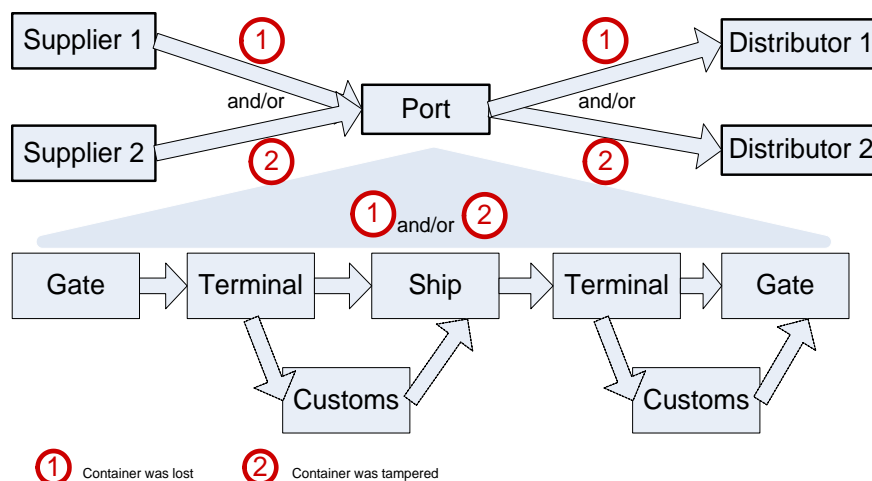 Supplier 1
1
1
Distributor 1
and/or
Port
and/or
Supplier 2
2
2
Distributor 2
1 and/or 2
Gate
Terminal
Ship
Terminal
Gate
Customs
Customs
1 Container was lost
2 Container was tampered